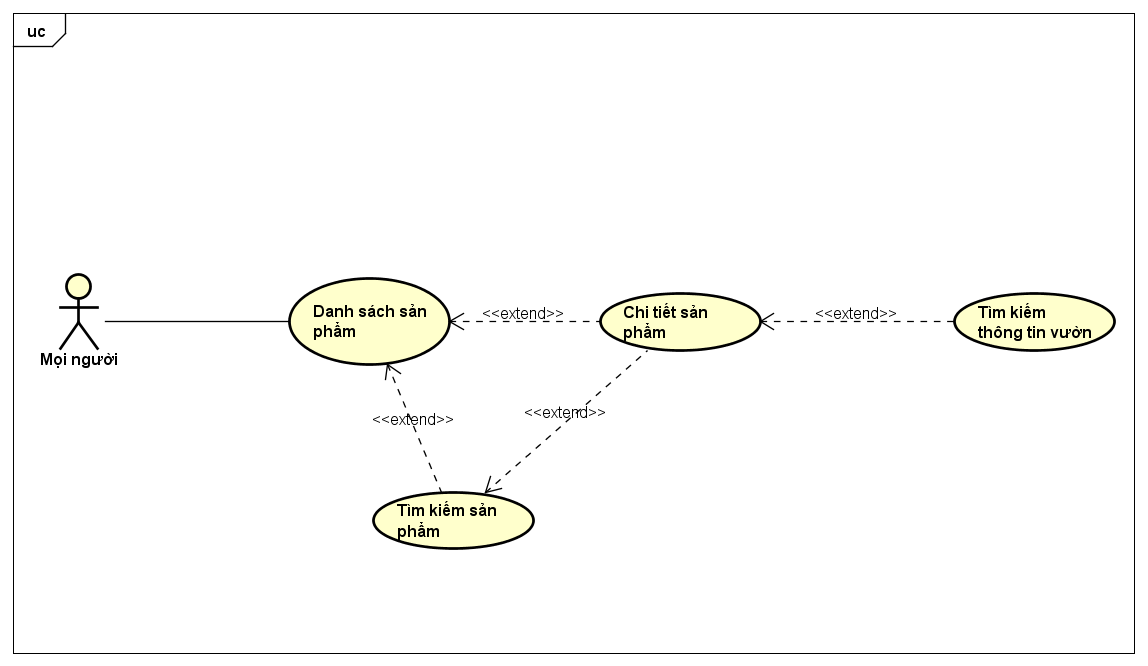 uc
Mọi người
Danh sách sản
phẩm
<<extend>>
Chi tiết sản
phẩm
<<extend>>
Tìm kiếm
thông tin vườn
<<extend>>
<<extend>>
Tìm kiếm sản
phẩm